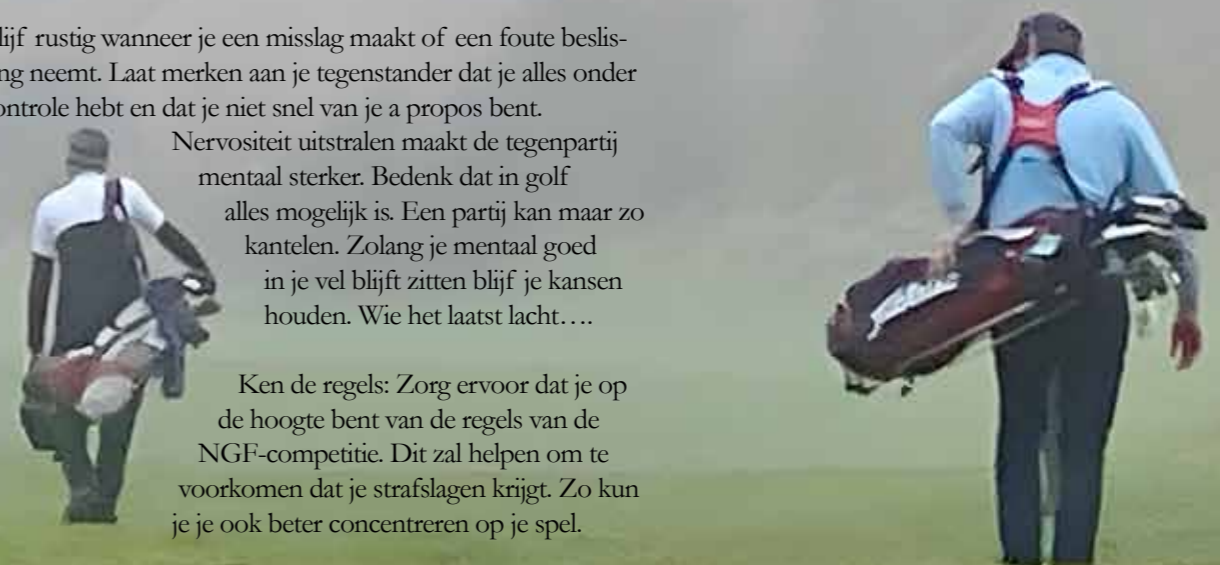 lijf rustig wanneer je een misslag maakt of een foute beslis-
ng neemt. Laat merken aan je tegenstander dat je alles onder
ontrole hebt en dat je niet snel van je a propos bent.
Nervositeit uitstralen maakt de tegenpartij
mentaal sterker. Bedenk dat in golf
alles mogelijk is. Een partij kan maar zo
kantelen. Zolang je mentaal goed
in je vel blijft zitten blijf je kansen
houden. Wie het laatst lacht….
Ken de regels: Zorg ervoor dat je op
de hoogte bent van de regels van de
NGF-competitie. Dit zal helpen om te
voorkomen dat je strafslagen krijgt. Zo kun
je je ook beter concentreren op je spel.